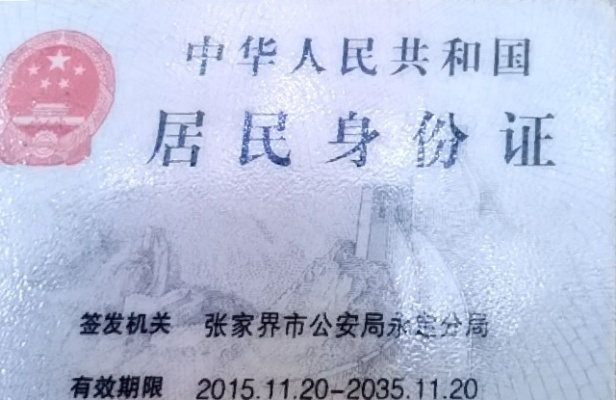 中华人民共和国
居民身份证
签发机关 张家界市公安局永定分局
有效期限 2015.11.20-2035.11.20